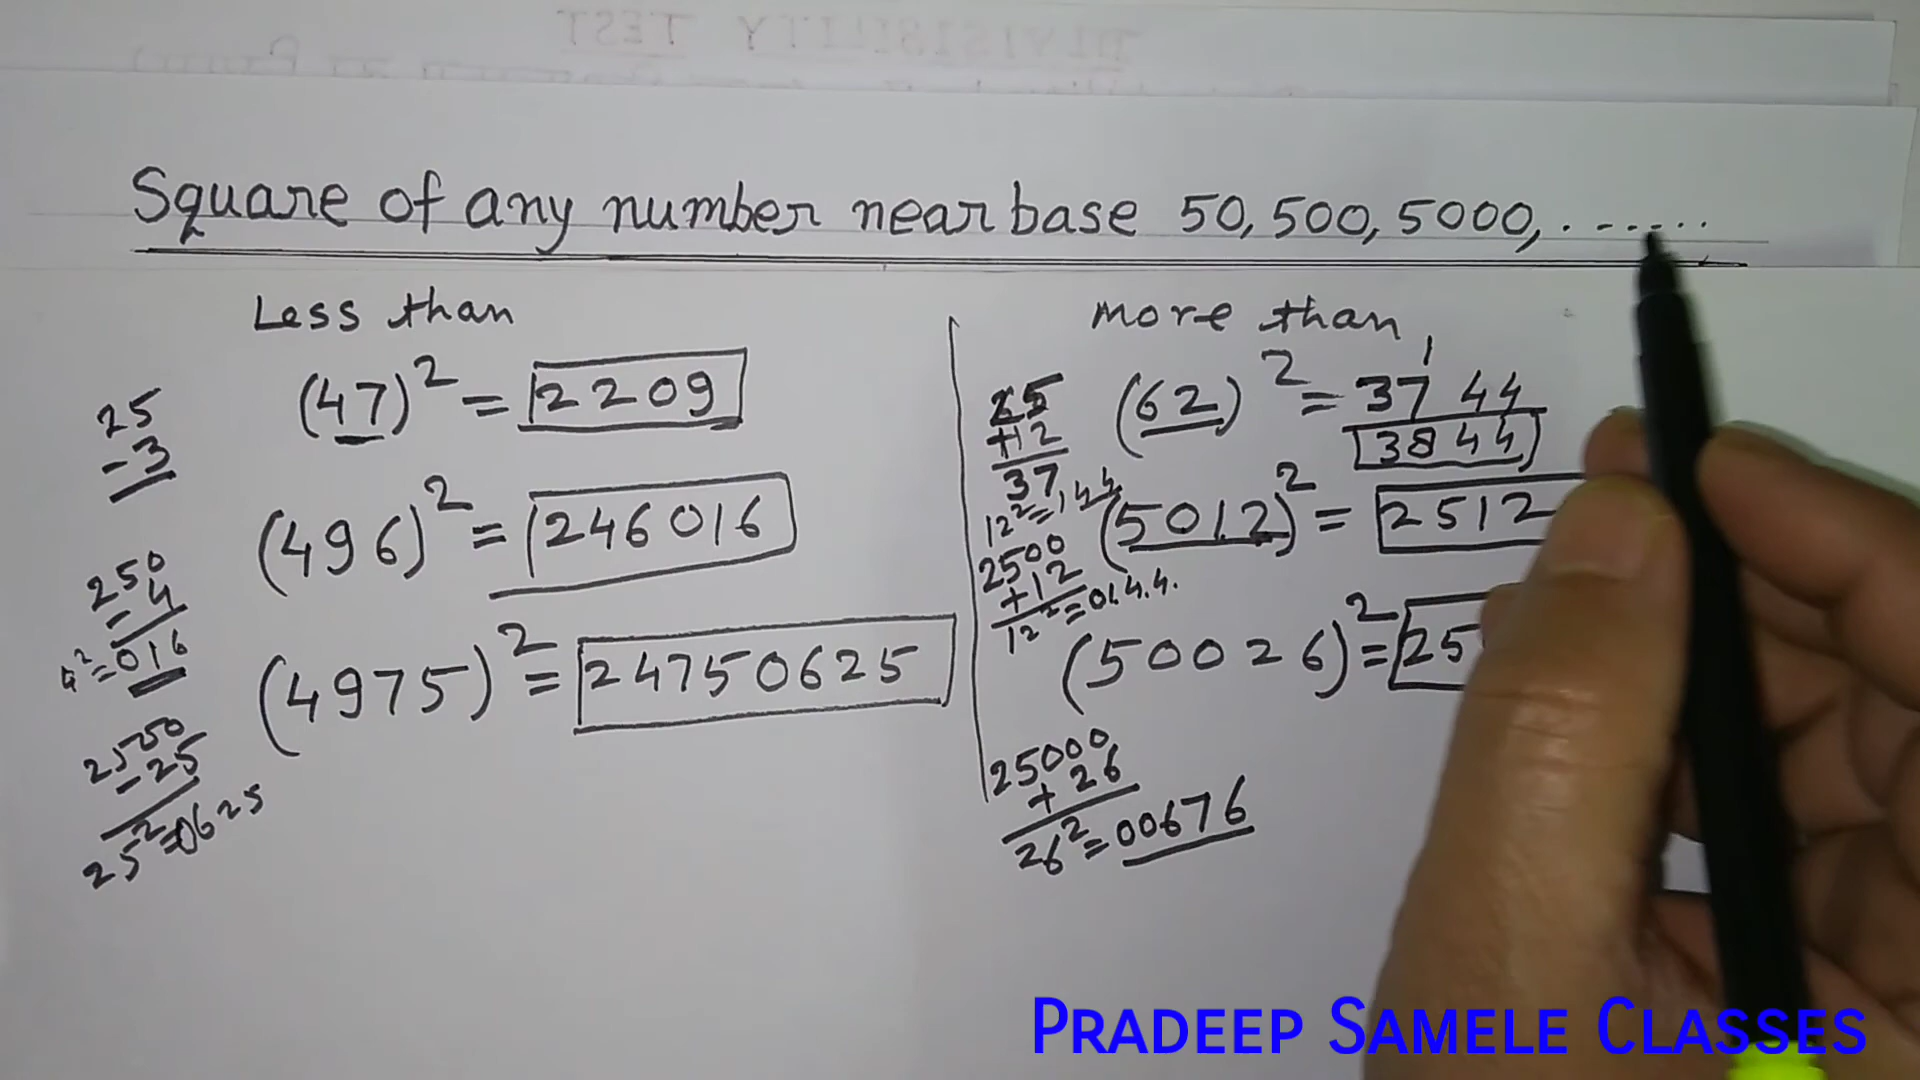 DIVISIBILITY TEST
Square of any number near base 50, 500, 5000, . - - - . .
Less than
(47)² = 2209
25
- 3
(496)² = 246016
250
- 4
4² = 016
(4975)² = 24750625
2500
- 25
25² = 0625
More than
(62)² = 37 ¹44
3844
25
+12
37
12² = 144
(5012)² = 2512
2500
+12
12² = 0144
(50026)² = 25
25000
+ 26
26² = 00676
PRADEEP SAMELE CLASSES